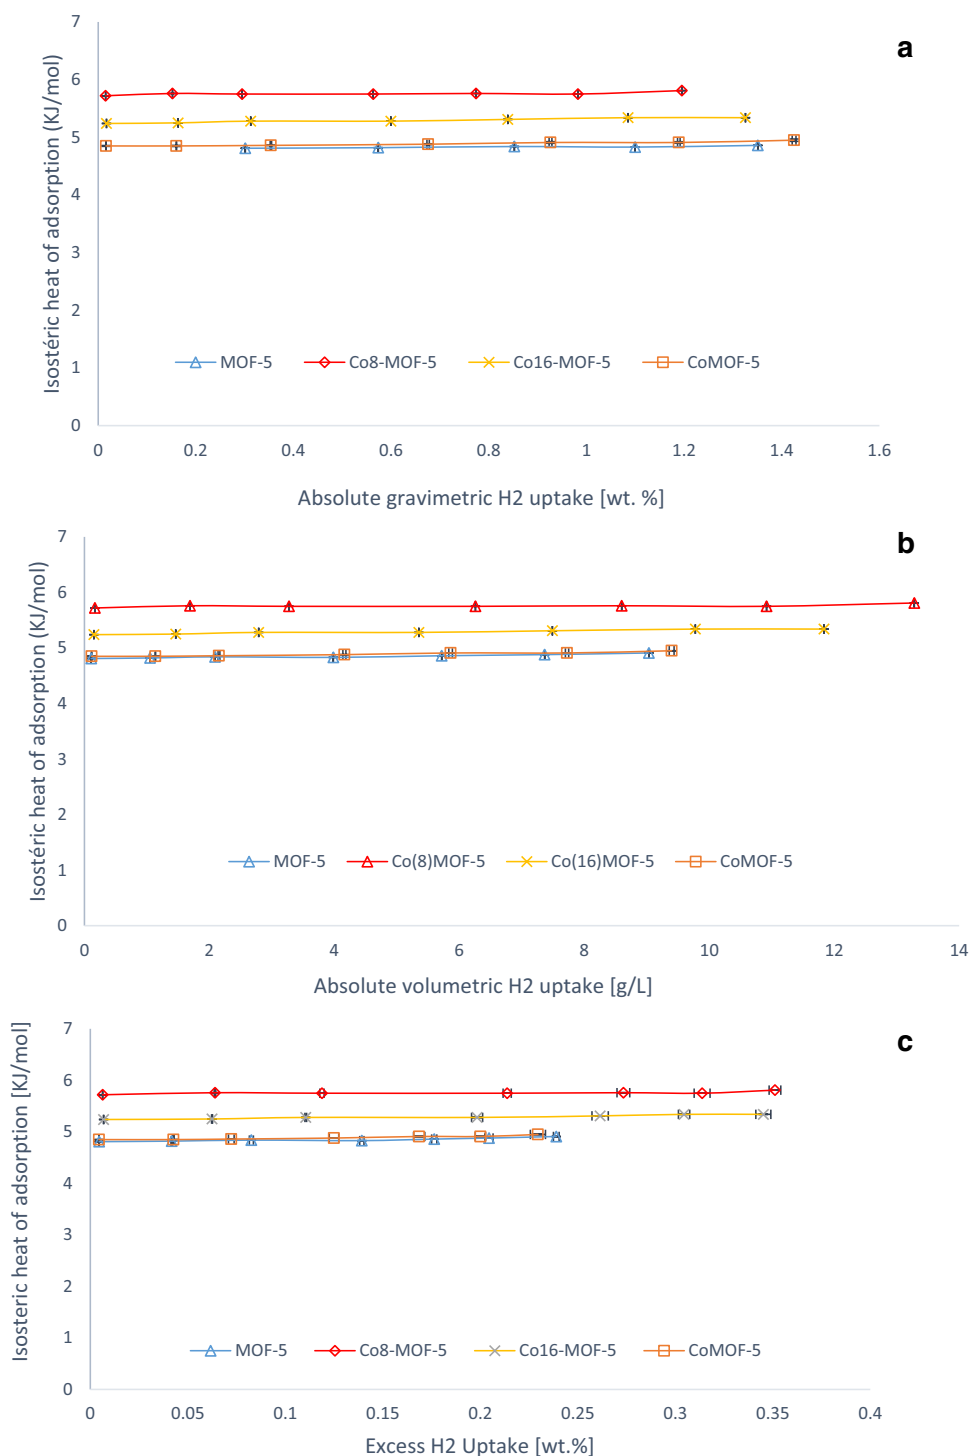 a
Isostéric heat of adsorption (KJ/mol)
7
6
5
4
3
2
1
0
MOF-5 Co8-MOF-5 Co16-MOF-5 CoMOF-5
0 0.2 0.4 0.6 0.8 1 1.2 1.4 1.6
Absolute gravimetric H2 uptake [wt. %]
b
Isostéric heat of adsorption (KJ/mol)
7
6
5
4
3
2
1
0
MOF-5 Co(8)MOF-5 Co(16)MOF-5 CoMOF-5
0 2 4 6 8 10 12 14
Absolute volumetric H2 uptake [g/L]
c
Isosteric heat of adsorption [KJ/mol]
7
6
5
4
3
2
1
0
MOF-5 Co8-MOF-5 Co16-MOF-5 CoMOF-5
0 0.05 0.1 0.15 0.2 0.25 0.3 0.35 0.4
Excess H2 Uptake [wt.%]